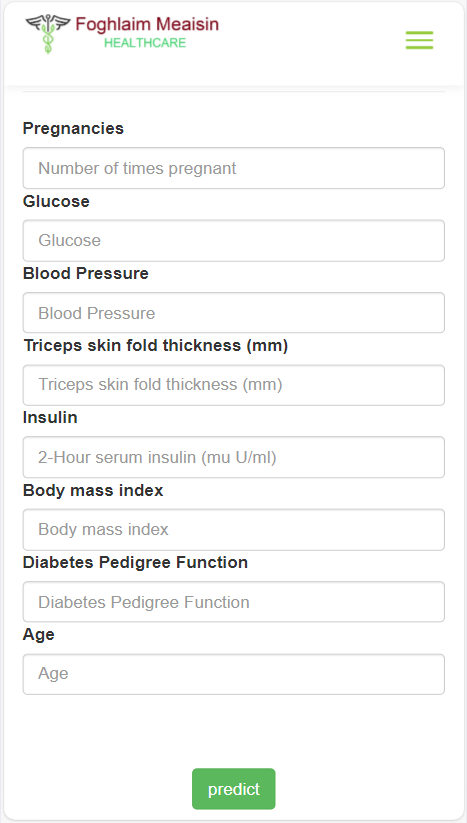 Foghlaim Meaisin
HEALTHCARE
Pregnancies
Number of times pregnant
Glucose
Glucose
Blood Pressure
Blood Pressure
Triceps skin fold thickness (mm)
Triceps skin fold thickness (mm)
Insulin
2-Hour serum insulin (mu U/ml)
Body mass index
Body mass index
Diabetes Pedigree Function
Diabetes Pedigree Function
Age
Age
predict